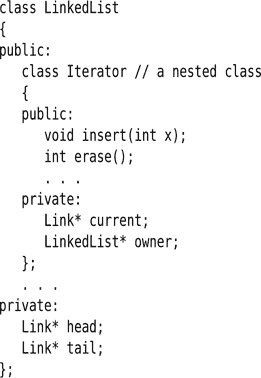 class LinkedList
{
public:
   class Iterator // a nested class
   {
   public:
      void insert(int x);
      int erase();
      . . .
   private:
      Link* current;
      LinkedList* owner;
   };
   . . .
private:
   Link* head;
   Link* tail;
};